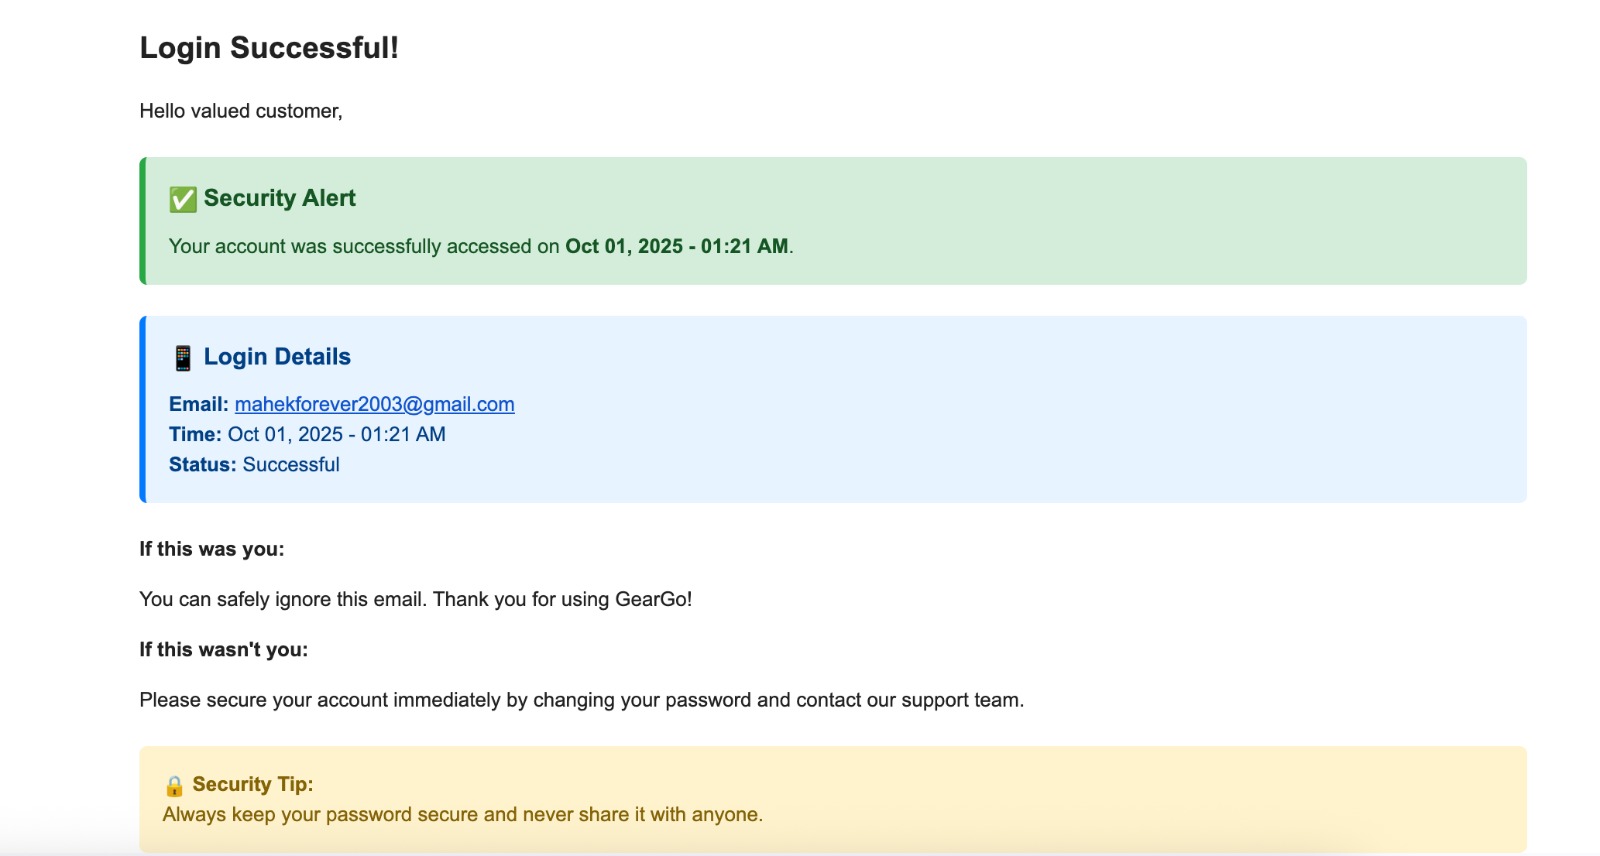 Login Successful!
Hello valued customer,
✅ Security Alert
Your account was successfully accessed on Oct 01, 2025 - 01:21 AM.
📱 Login Details
Email: mahekforever2003@gmail.com
Time: Oct 01, 2025 - 01:21 AM
Status: Successful
If this was you:
You can safely ignore this email. Thank you for using GearGo!
If this wasn't you:
Please secure your account immediately by changing your password and contact our support team.
🔒 Security Tip:
Always keep your password secure and never share it with anyone.